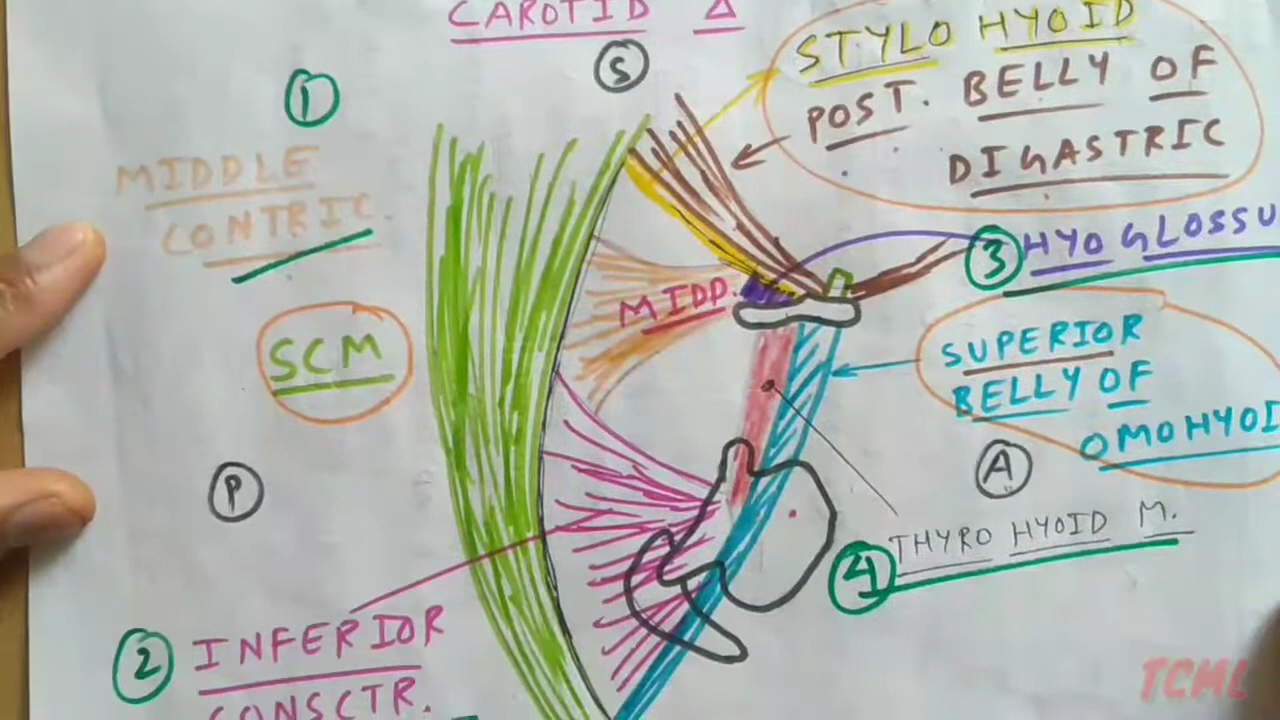 CAROTID Δ
S
STYLO HYOID
POST. BELLY OF
DIGASTRIC
1
MIDDLE
CONTRIC.
3 HYOGLOSSU
MIDD.
SCM
SUPERIOR
BELLY OF
OMOHYOI
P
A
THYRO HYOID M.
4
2 INFERIOR
CONSCTR.
TCML